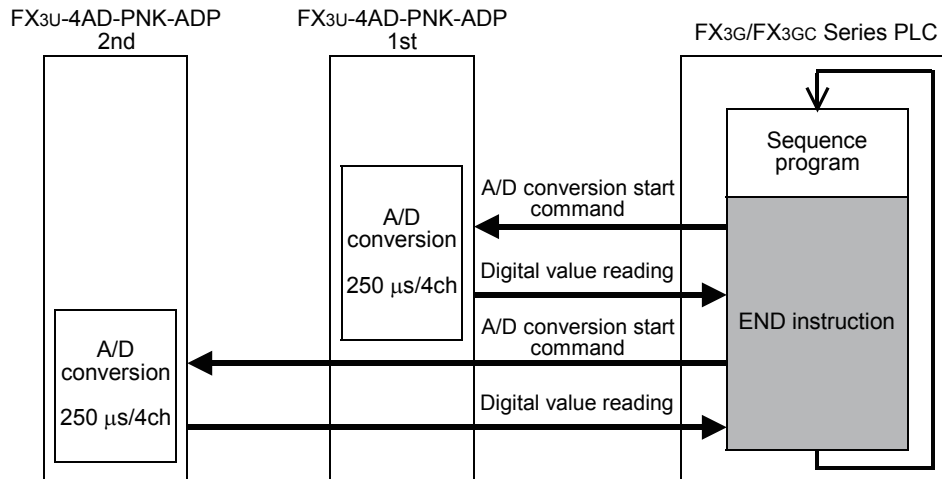 FX3U-4AD-PNK-ADP
2nd
FX3U-4AD-PNK-ADP
1st
FX3G/FX3GC Series PLC
Sequence
program
A/D conversion start
command
A/D
conversion
250 μs/4ch
Digital value reading
END instruction
A/D conversion start
command
A/D
conversion
250 μs/4ch
Digital value reading